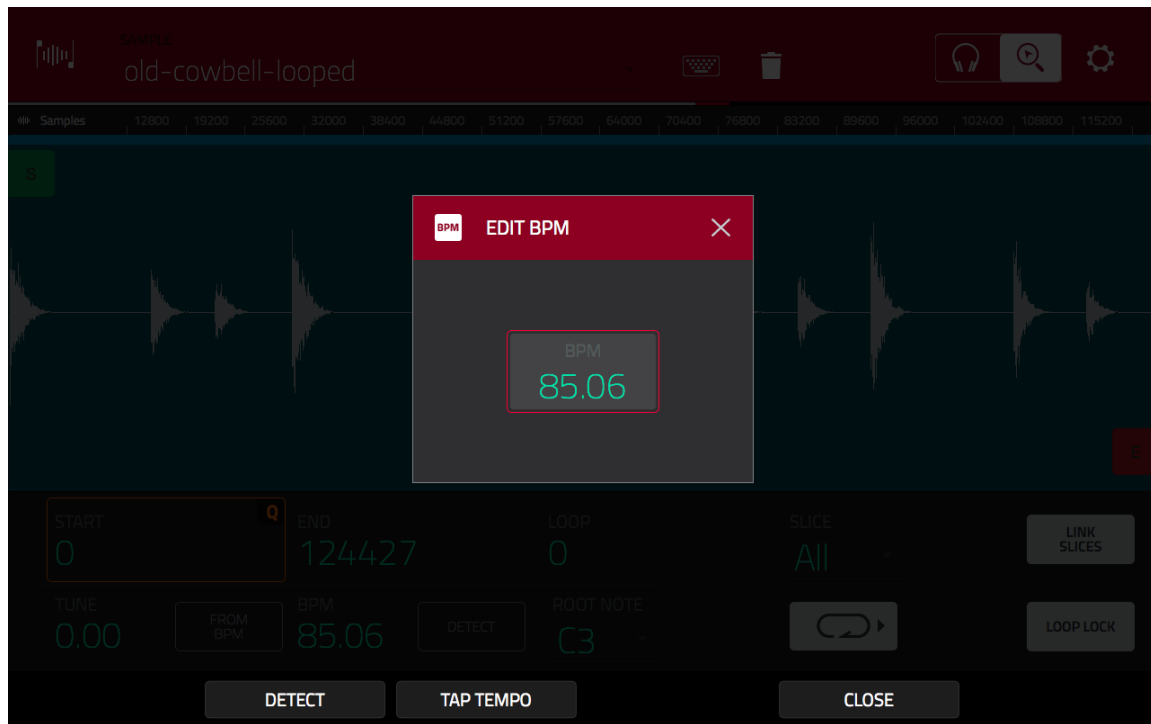 SAMPLE
old-cowbell-looped
Samples 12800 19200 25600 32000 38400 44800 51200 57600 64000 70400 76800 83200 89600 96000 102400 108800 115200
S
BPM EDIT BPM
BPM
85.06
E
START Q END LOOP SLICE LINK SLICES
0 124427 0 All
TUNE FROM BPM BPM DETECT ROOT NOTE LOOP LOCK
0.00 85.06 C3
DETECT TAP TEMPO CLOSE